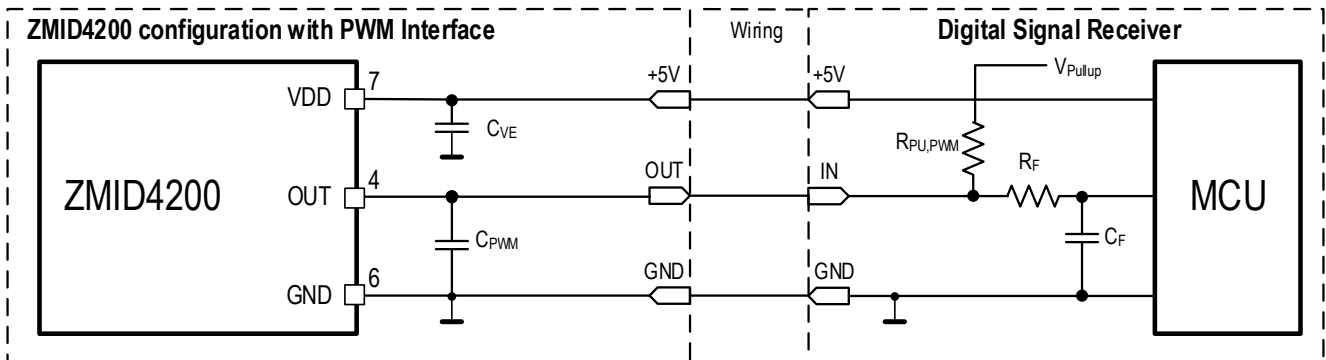 ZMID4200 configuration with PWM Interface
Wiring
Digital Signal Receiver
7
VDD
+5V
+5V
VPullup
CVE
RPU,PWM
RF
ZMID4200
4
OUT
OUT
IN
MCU
CPWM
CF
6
GND
GND
GND